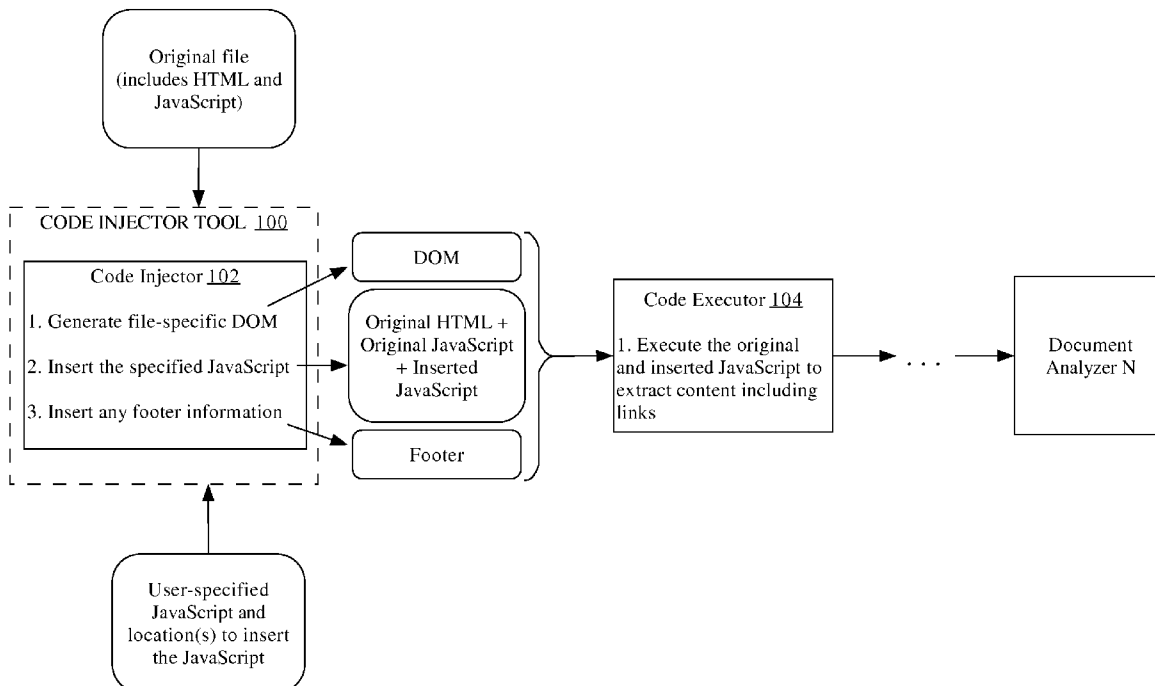 Original file
(includes HTML and
JavaScript)
CODE INJECTOR TOOL 100
Code Injector 102
1. Generate file-specific DOM
2. Insert the specified JavaScript
3. Insert any footer information
DOM
Original HTML +
Original JavaScript
+ Inserted
JavaScript
Footer
Code Executor 104
1. Execute the original
and inserted JavaScript to
extract content including
links
. . .
Document
Analyzer N
User-specified
JavaScript and
location(s) to insert
the JavaScript